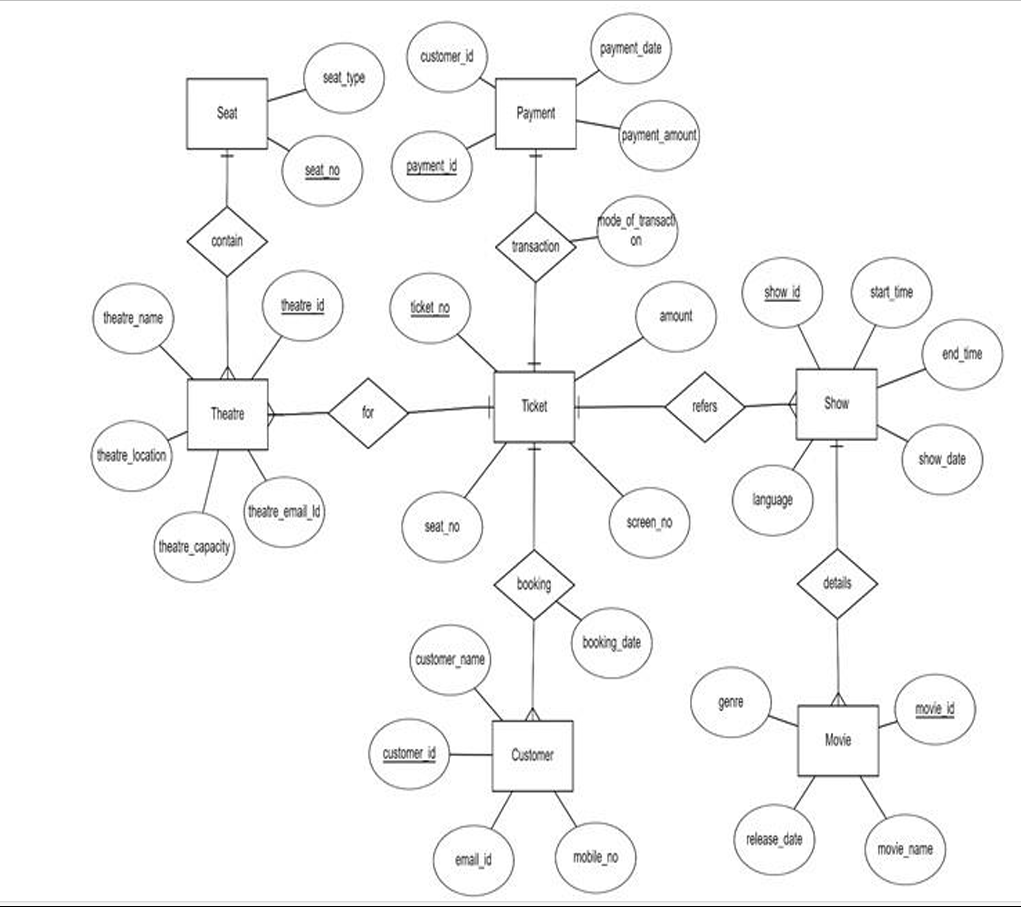 customer_id
payment_date
seat_type
Seat
Payment
payment_amount
payment_id
seat_no
contain
mode_of_transacti
on
transaction
show_id
start_time
theatre_id
ticket_no
theatre_name
amount
end_time
Theatre
for
Ticket
refers
Show
theatre_location
show_date
language
theatre_email_Id
seat_no
screen_no
theatre_capacity
booking
details
booking_date
customer_name
genre
movie_id
Movie
customer_id
Customer
release_date
movie_name
email_id
mobile_no